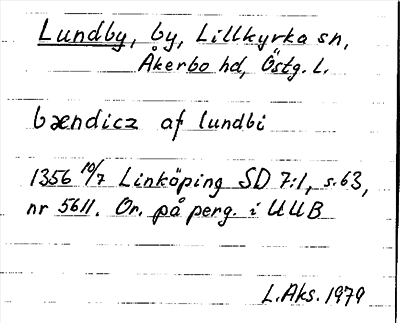 Lundby, by, Lillkyrka sn,
Åkerbo hd, Östg. L.
bændicz af lundbi
1356 10/7 Linköping SD 7:1, s. 63,
nr 5611. Or. på perg. i UUB
L. Aks. 1979